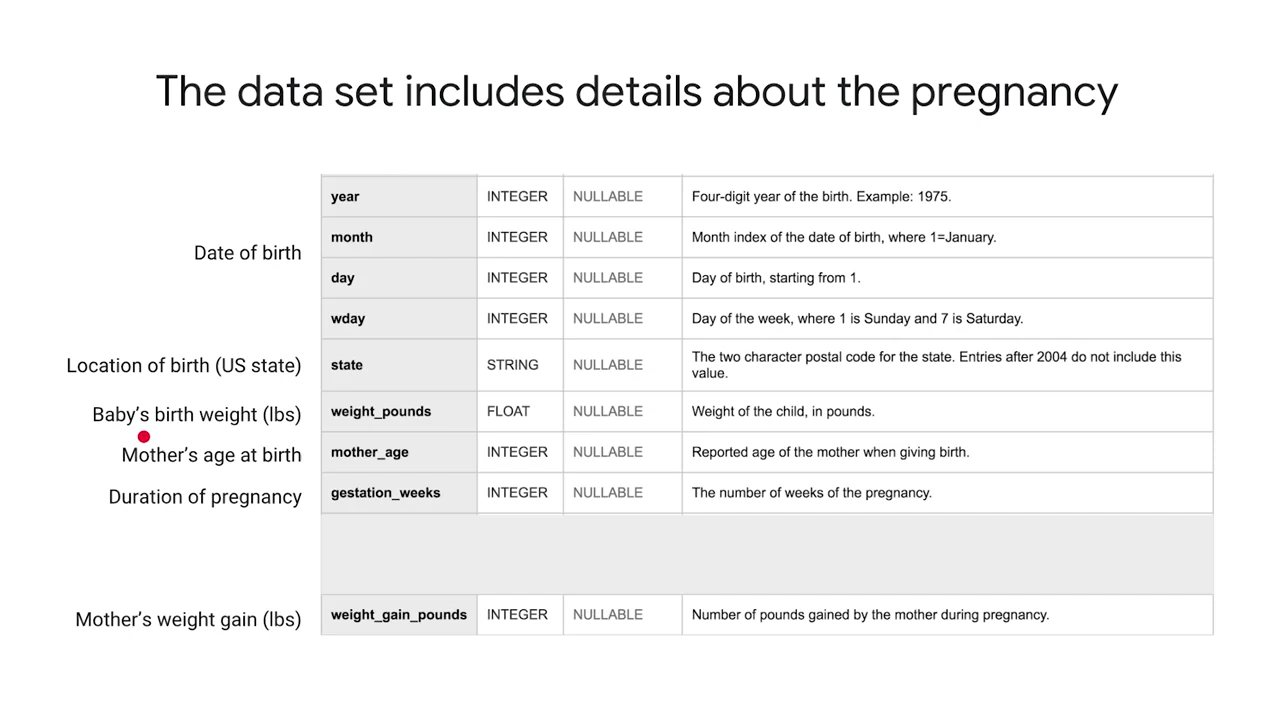 The data set includes details about the pregnancy
year INTEGER NULLABLE Four-digit year of the birth. Example: 1975.
month INTEGER NULLABLE Month index of the date of birth, where 1=January.
Date of birth
day INTEGER NULLABLE Day of birth, starting from 1.
wday INTEGER NULLABLE Day of the week, where 1 is Sunday and 7 is Saturday.
Location of birth (US state) state STRING NULLABLE The two character postal code for the state. Entries after 2004 do not include this
value.
Baby's birth weight (lbs) weight_pounds FLOAT NULLABLE Weight of the child, in pounds.
Mother's age at birth mother_age INTEGER NULLABLE Reported age of the mother when giving birth.
Duration of pregnancy gestation_weeks INTEGER NULLABLE The number of weeks of the pregnancy.
Mother's weight gain (lbs) weight_gain_pounds INTEGER NULLABLE Number of pounds gained by the mother during pregnancy.